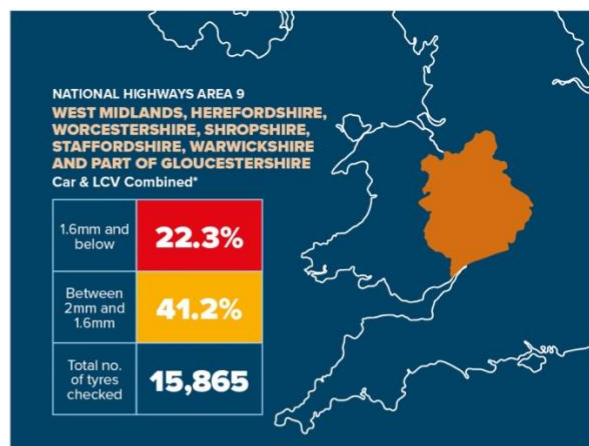 NATIONAL HIGHWAYS AREA 9
WEST MIDLANDS, HEREFORDSHIRE,
WORCESTERSHIRE, SHROPSHIRE,
STAFFORDSHIRE, WARWICKSHIRE
AND PART OF GLOUCESTERSHIRE
Car & LCV Combined*
1.6mm and
below
22.3%
Between
2mm and
1.6mm
41.2%
Total no.
of tyres
checked
15,865